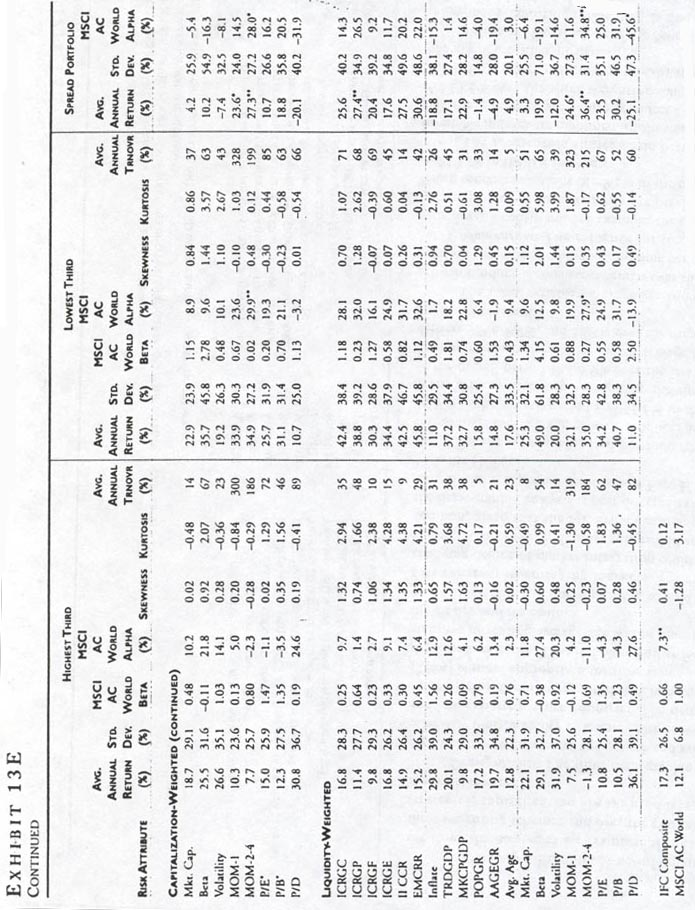 EXHIBIT 13E
CONTINUED
HIGHEST THIRD LOWEST THIRD SPREAD PORTFOLIO
RISK ATTRIBUTE AVG. ANNUAL RETURN (%) STD. DEV. (%) MSCI AC WORLD BETA MSCI AC WORLD ALPHA (%) SKEWNESS KURTOSIS AVG. ANNUAL TRNOVR (%) AVG. ANNUAL RETURN (%) STD. DEV. (%) MSCI AC WORLD BETA MSCI AC WORLD ALPHA (%) SKEWNESS KURTOSIS AVG. ANNUAL TRNOVR (%) AVG. ANNUAL RETURN (%) STD. DEV. (%) MSCI AC WORLD ALPHA (%)
CAPITALIZATION-WEIGHTED (CONTINUED)
Mkt. Cap. 18.7 29.1 0.48 10.2 0.02 −0.48 14 22.9 23.9 1.15 8.9 0.84 0.86 37 4.2 25.9 −5.4
Beta 25.5 31.6 −0.11 21.8 0.92 2.07 67 35.7 45.8 2.78 9.6 1.44 3.57 63 10.2 54.9 −16.3
Volatility 26.6 35.1 1.03 14.1 0.28 −0.36 23 19.2 26.3 0.48 10.1 1.10 2.67 43 −7.4 32.5 −8.1
MOM-1 10.3 23.6 0.13 5.0 0.20 −0.84 300 33.9 30.3 0.67 23.6 −0.10 1.03 328 23.6* 24.0 14.5
MOM-2-4 7.7 25.7 0.80 −2.3 −0.28 −0.29 186 34.9 27.2 0.02 29.9** 0.48 0.12 199 27.3** 27.2 28.0*
P/E* 15.0 25.9 1.47 −1.1 0.02 1.29 72 25.7 31.9 0.20 19.3 −0.30 0.44 85 10.7 26.6 16.2
P/B* 12.3 27.5 1.35 −3.5 0.35 1.56 46 31.1 31.4 0.70 21.1 −0.23 −0.58 63 18.8 35.8 20.5
P/D 30.8 36.7 0.19 24.6 0.19 −0.41 89 10.7 25.0 1.13 −3.2 0.01 −0.54 66 −20.1 40.2 −31.9
LIQUIDITY-WEIGHTED
ICRGC 16.8 28.3 0.25 9.7 1.32 2.94 35 42.4 38.4 1.18 28.1 0.70 1.07 71 25.6 40.2 14.3
ICRGP 11.4 27.7 0.64 1.4 0.74 1.66 48 38.8 39.2 0.23 32.0 1.28 2.62 68 27.4** 34.9 26.5
ICRGF 9.8 29.3 0.23 2.7 1.06 2.38 10 30.3 28.6 1.27 16.1 −0.07 −0.39 69 20.4 39.2 9.2
ICRGE 16.8 26.2 0.33 9.1 1.34 4.28 15 34.4 37.9 0.45 24.9 0.07 0.60 45 17.6 34.8 11.7
II CCR 14.9 26.4 0.30 7.4 1.35 4.38 9 42.5 46.7 0.82 31.7 0.26 0.04 14 27.5 49.6 20.2
EMCRR 15.2 26.2 0.45 6.4 1.33 4.21 29 45.8 45.8 1.12 32.6 0.31 −0.13 42 30.6 48.8 22.0
Inflate 29.8 39.0 1.56 12.9 0.65 0.79 31 11.0 29.5 0.49 1.7 0.94 2.76 26 −18.8 38.1 −15.3
TRDGDP 20.1 24.3 0.26 12.6 1.57 3.68 38 37.2 34.4 1.81 18.2 0.70 0.51 45 17.1 27.4 1.4
MKCPGDP 9.8 29.0 0.09 4.1 1.63 4.72 38 32.7 30.8 0.74 22.8 0.04 −0.61 31 22.9 28.2 14.6
POPGR 17.2 33.2 0.79 6.2 0.13 0.17 5 15.8 25.4 0.60 6.4 1.29 3.08 33 −1.4 14.8 −4.0
AAGEGR 19.7 34.8 0.19 13.4 −0.16 −0.21 21 14.8 27.3 1.53 −1.9 0.45 1.28 14 −4.9 28.0 −19.4
Avg. Age 12.8 22.3 0.76 2.3 0.02 0.59 23 17.6 33.5 0.43 9.4 0.15 0.09 5 4.9 20.1 3.0
Mkt. Cap. 22.1 31.9 0.71 11.8 −0.30 −0.49 8 25.3 32.1 1.34 9.6 1.12 0.55 51 3.3 25.5 −6.4
Beta 29.1 32.7 −0.38 27.4 0.60 0.99 54 49.0 61.8 4.15 12.5 2.01 5.98 65 19.9 71.0 −19.1
Volatility 31.9 37.0 0.92 20.3 0.48 0.41 14 20.0 28.3 0.61 9.8 1.44 3.99 39 −12.0 36.7 −14.6
MOM-1 7.5 25.6 −0.12 4.2 0.25 −1.30 319 32.1 32.5 0.88 19.9 0.15 1.87 323 24.6* 27.3 11.6
MOM-2-4 −1.3 28.1 0.69 −11.0 −0.23 −0.58 184 35.0 28.3 0.27 27.9* 0.35 −0.17 215 36.4** 31.4 34.8**
P/E 10.8 25.4 1.35 −4.3 0.07 1.83 62 34.2 42.8 0.55 24.9 0.43 0.62 67 23.5 35.1 25.0
P/B 10.5 28.1 1.23 −4.3 0.28 1.36 47 40.7 38.3 0.58 31.7 0.17 −0.55 52 30.2 46.5 31.9
P/D 36.1 39.1 0.49 27.6 0.46 −0.45 82 11.0 34.5 2.50 −13.9 0.49 −0.14 60 −25.1 47.3 −45.6
IFC Composite 17.3 26.5 0.66 7.3** 0.41 0.12
MSCI AC World 12.1 6.8 1.00 −1.28 3.17